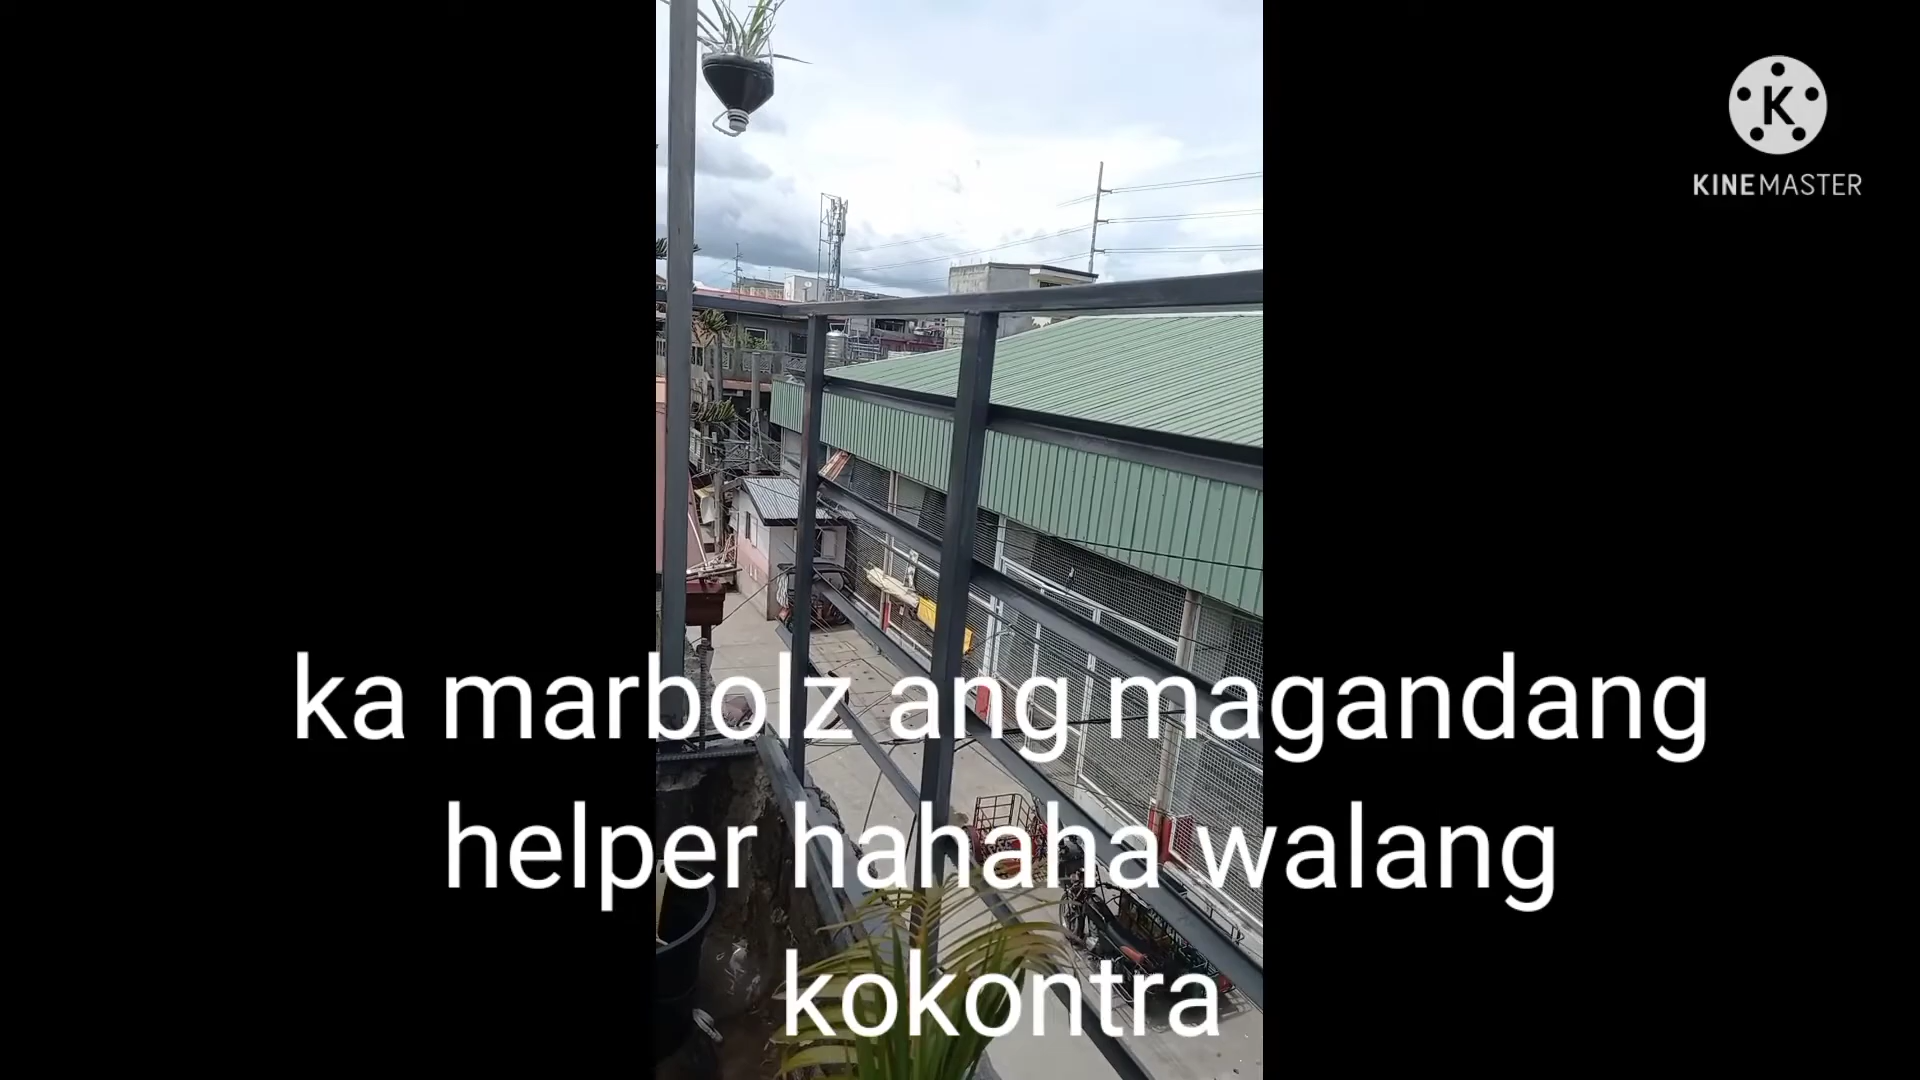 K
KINEMASTER
ka marbolz ang magandang
helper hahaha walang
kokontra